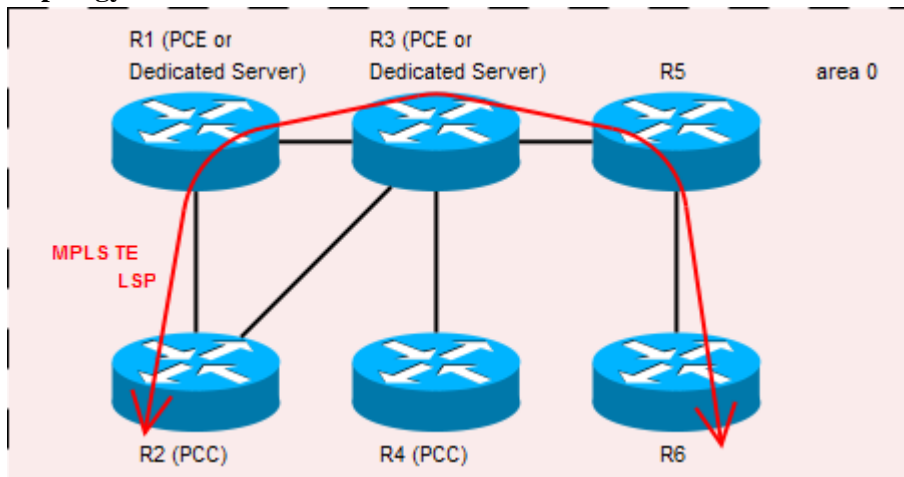 R1 (PCE or
Dedicated Server)
R3 (PCE or
Dedicated Server)
R5
area 0
MPLS TE
LSP
R2 (PCC)
R4 (PCC)
R6